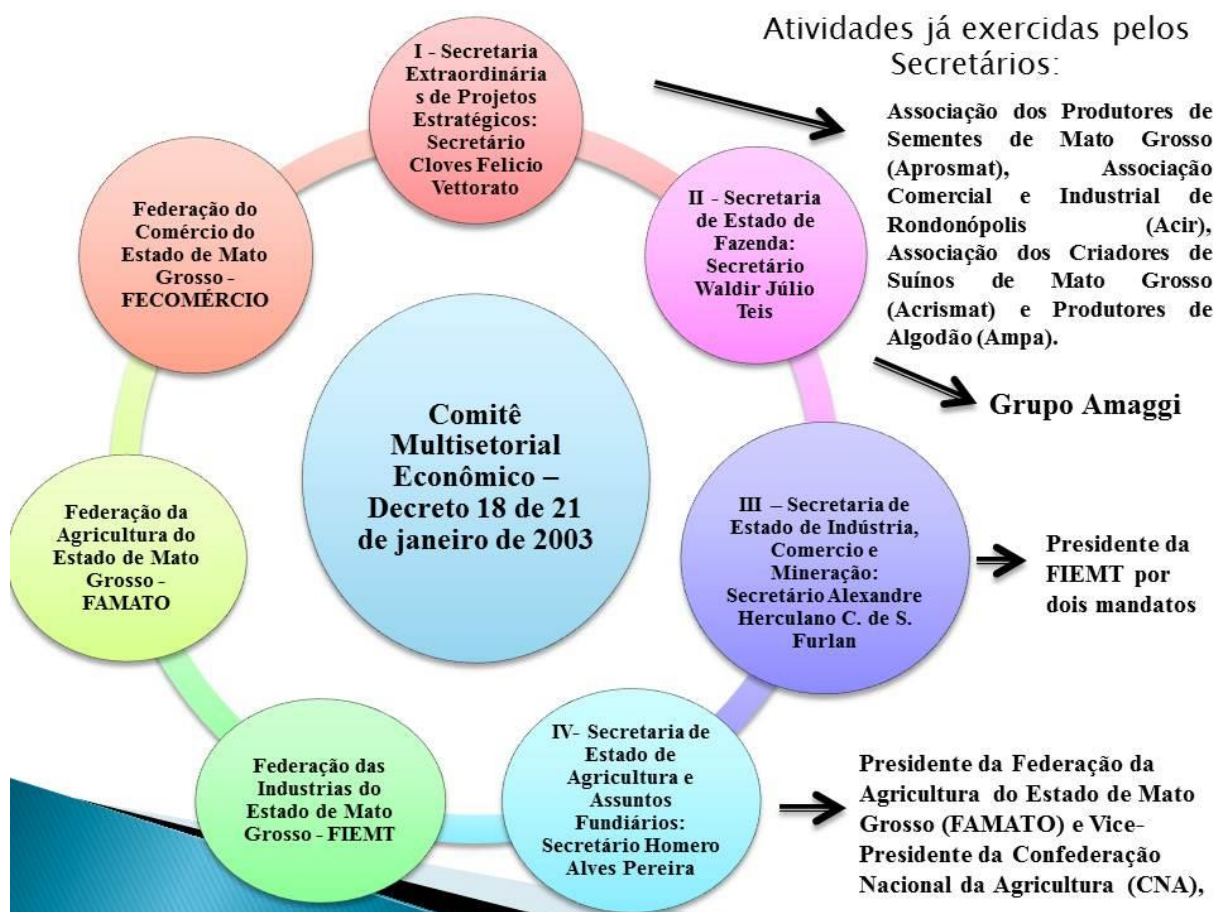 Atividades já exercidas pelos
Secretários:
I - Secretaria
Extraordinária
s de Projetos
Estratégicos:
Secretário
Cloves Felicio
Vettorato
Associação dos Produtores de
Sementes de Mato Grosso
(Aprosmat), Associação
Comercial e Industrial de
Rondonópolis (Acir),
Associação dos Criadores de
Suínos de Mato Grosso
(Acrismat) e Produtores de
Algodão (Ampa).
II - Secretaria
de Estado de
Fazenda:
Secretário
Waldir Júlio
Teis
Grupo Amaggi
III – Secretaria de
Estado de Indústria,
Comercio e
Mineração:
Secretário Alexandre
Herculano C. de S.
Furlan
Presidente da
FIEMT por
dois mandatos
IV- Secretaria de
Estado de
Agricultura e
Assuntos
Fundiários:
Secretário Homero
Alves Pereira
Presidente da Federação da
Agricultura do Estado de Mato
Grosso (FAMATO) e Vice-
Presidente da Confederação
Nacional da Agricultura (CNA),
Federação das
Industrias do
Estado de Mato
Grosso - FIEMT
Federação da
Agricultura do
Estado de Mato
Grosso -
FAMATO
Federação do
Comércio do
Estado de Mato
Grosso -
FECOMÉRCIO
Comitê
Multisetorial
Econômico –
Decreto 18 de 21
de janeiro de 2003